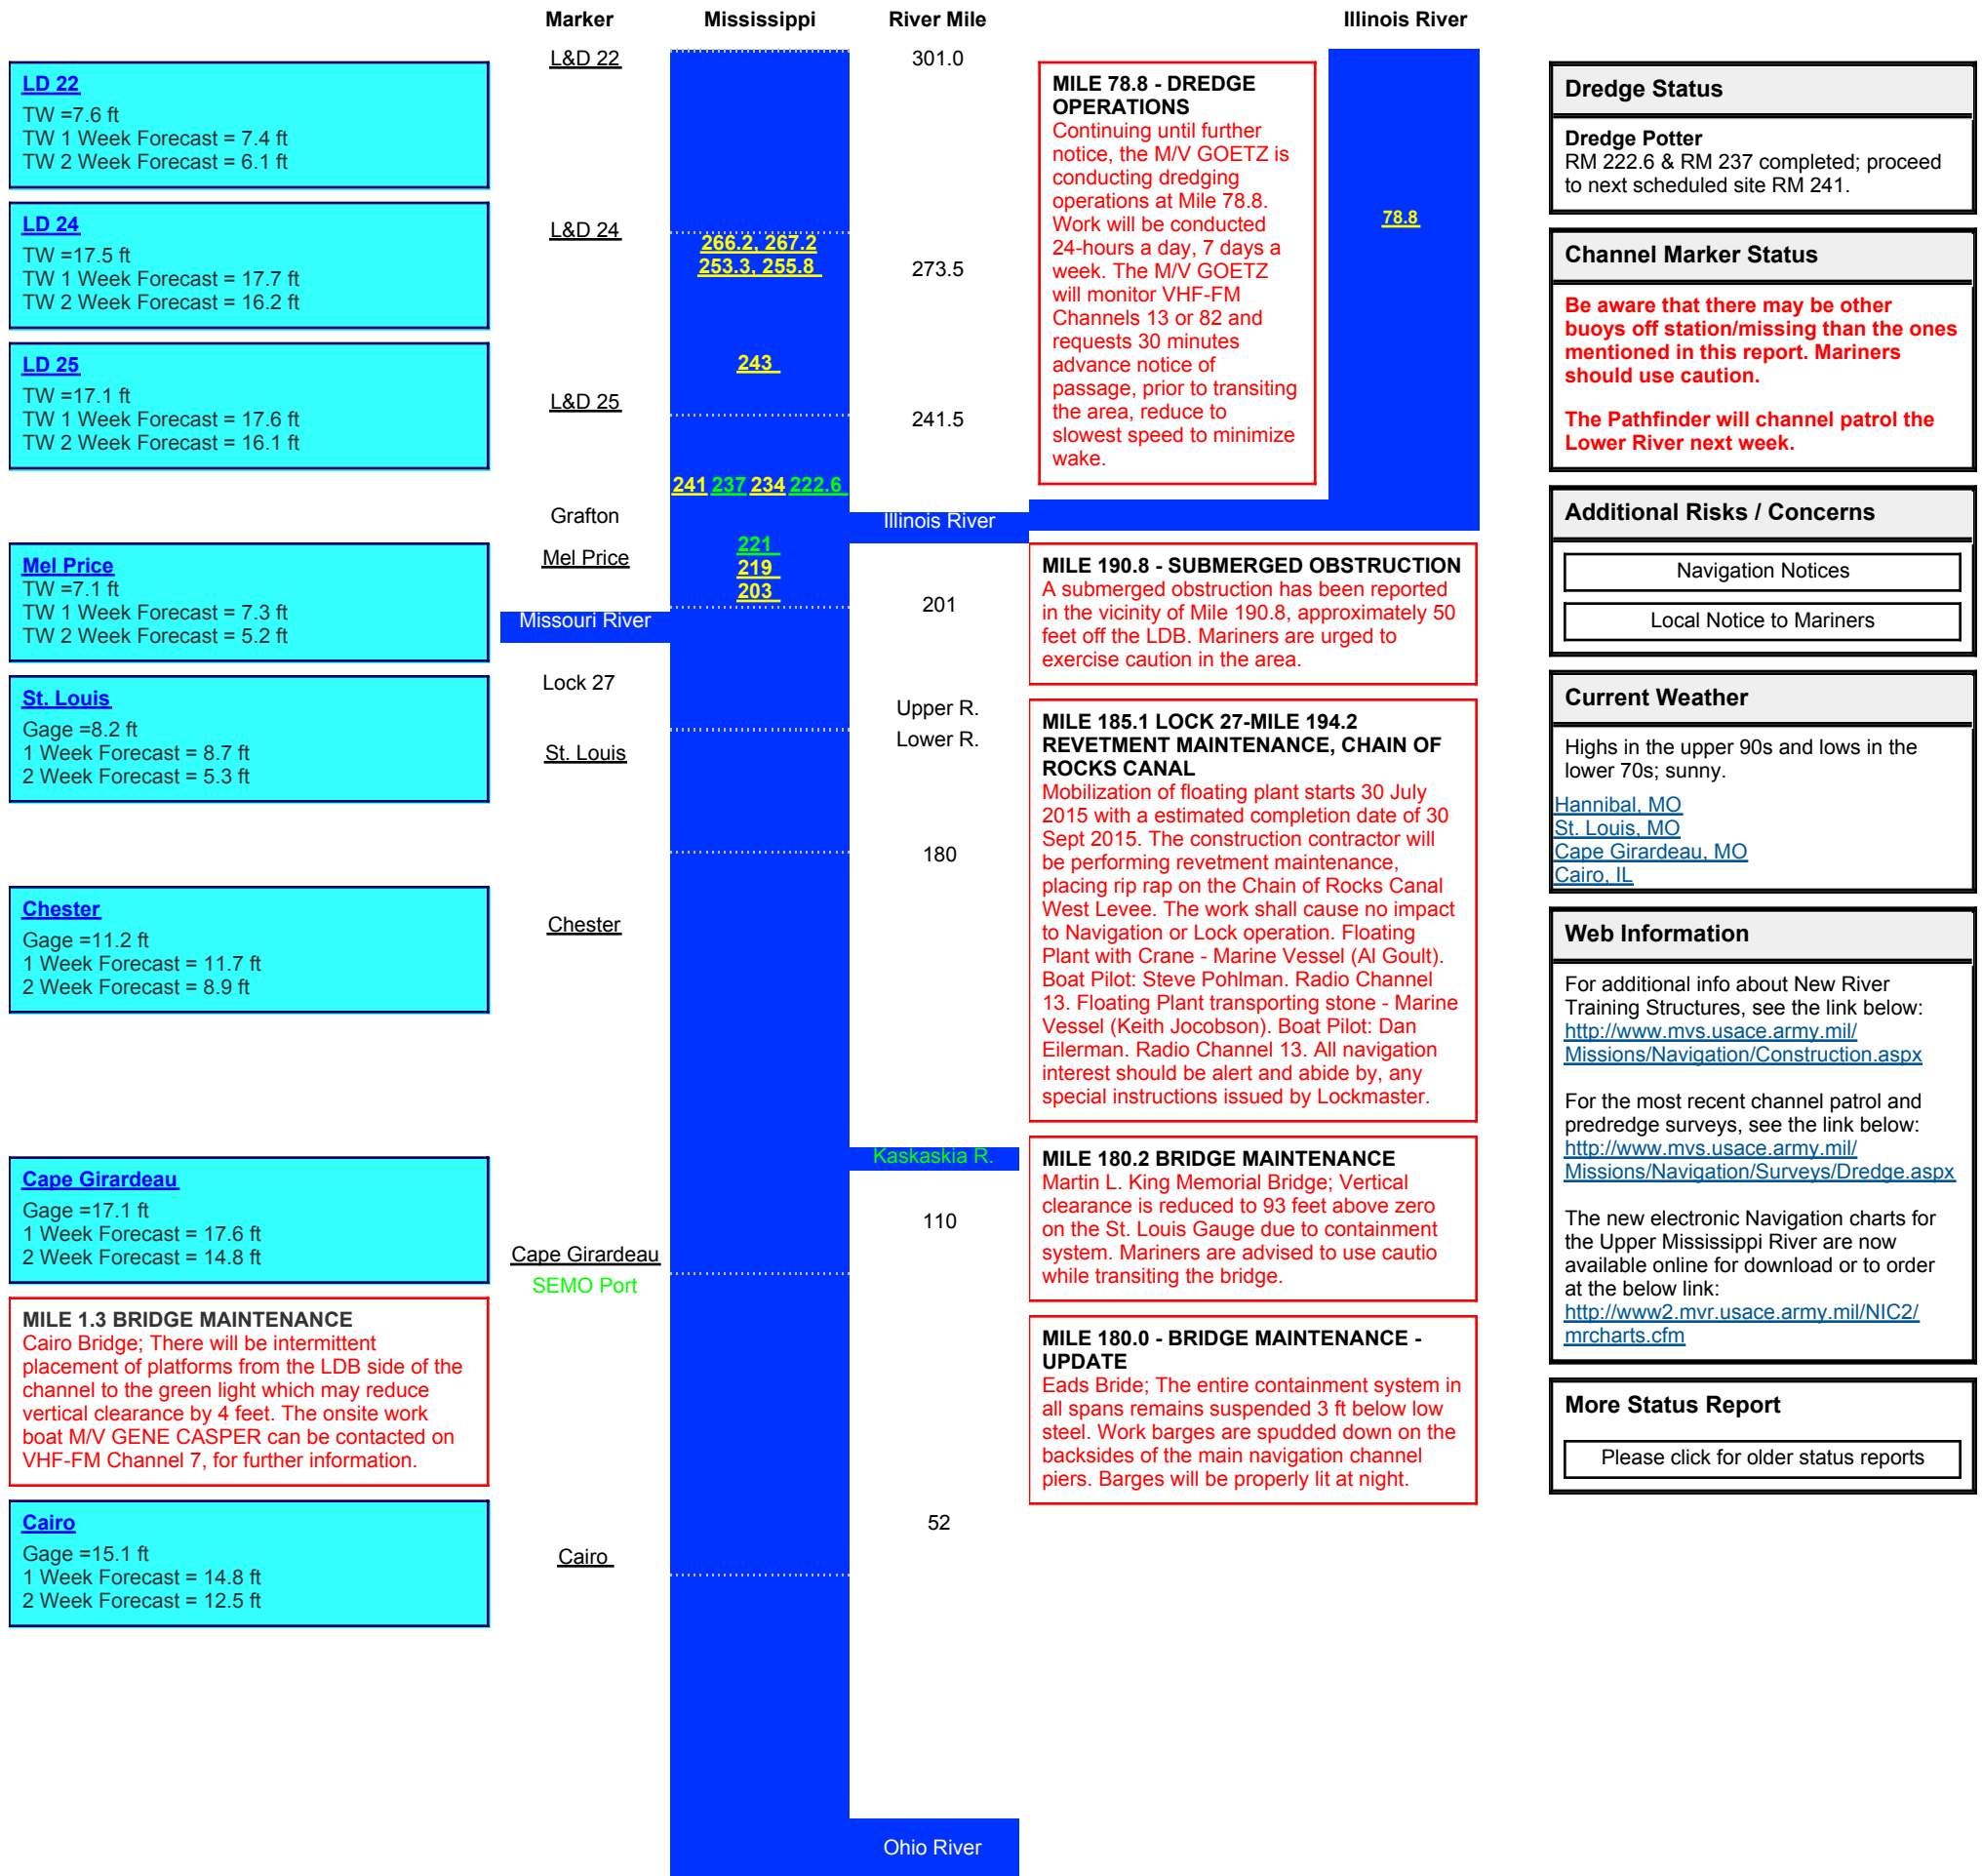 Marker
Mississippi
River Mile
Illinois River
LD 22
TW =7.6 ft
TW 1 Week Forecast = 7.4 ft
TW 2 Week Forecast = 6.1 ft
LD 24
TW =17.5 ft
TW 1 Week Forecast = 17.7 ft
TW 2 Week Forecast = 16.2 ft
LD 25
TW =17.1 ft
TW 1 Week Forecast = 17.6 ft
TW 2 Week Forecast = 16.1 ft
Mel Price
TW =7.1 ft
TW 1 Week Forecast = 7.3 ft
TW 2 Week Forecast = 5.2 ft
St. Louis
Gage =8.2 ft
1 Week Forecast = 8.7 ft
2 Week Forecast = 5.3 ft
Chester
Gage =11.2 ft
1 Week Forecast = 11.7 ft
2 Week Forecast = 8.9 ft
Cape Girardeau
Gage =17.1 ft
1 Week Forecast = 17.6 ft
2 Week Forecast = 14.8 ft
MILE 1.3 BRIDGE MAINTENANCE
Cairo Bridge; There will be intermittent
placement of platforms from the LDB side of the
channel to the green light which may reduce
vertical clearance by 4 feet. The onsite work
boat M/V GENE CASPER can be contacted on
VHF-FM Channel 7, for further information.
Cairo
Gage =15.1 ft
1 Week Forecast = 14.8 ft
2 Week Forecast = 12.5 ft
L&D 22
L&D 24
L&D 25
Grafton
Mel Price
Missouri River
Lock 27
St. Louis
Chester
Cape Girardeau
SEMO Port
Cairo
266.2, 267.2
253.3, 255.8
243
241 237 234 222.6
221
219
203
301.0
273.5
241.5
Illinois River
201
Upper R.
Lower R.
180
Kaskaskia R.
110
52
Ohio River
MILE 78.8 - DREDGE
OPERATIONS
Continuing until further
notice, the M/V GOETZ is
conducting dredging
operations at Mile 78.8.
Work will be conducted
24-hours a day, 7 days a
week. The M/V GOETZ
will monitor VHF-FM
Channels 13 or 82 and
requests 30 minutes
advance notice of
passage, prior to transiting
the area, reduce to
slowest speed to minimize
wake.
78.8
MILE 190.8 - SUBMERGED OBSTRUCTION
A submerged obstruction has been reported
in the vicinity of Mile 190.8, approximately 50
feet off the LDB. Mariners are urged to
exercise caution in the area.
MILE 185.1 LOCK 27-MILE 194.2
REVETMENT MAINTENANCE, CHAIN OF
ROCKS CANAL
Mobilization of floating plant starts 30 July
2015 with a estimated completion date of 30
Sept 2015. The construction contractor will
be performing revetment maintenance,
placing rip rap on the Chain of Rocks Canal
West Levee. The work shall cause no impact
to Navigation or Lock operation. Floating
Plant with Crane - Marine Vessel (Al Goult).
Boat Pilot: Steve Pohlman. Radio Channel
13. Floating Plant transporting stone - Marine
Vessel (Keith Jocobson). Boat Pilot: Dan
Eilerman. Radio Channel 13. All navigation
interest should be alert and abide by, any
special instructions issued by Lockmaster.
MILE 180.2 BRIDGE MAINTENANCE
Martin L. King Memorial Bridge; Vertical
clearance is reduced to 93 feet above zero
on the St. Louis Gauge due to containment
system. Mariners are advised to use cautio
while transiting the bridge.
MILE 180.0 - BRIDGE MAINTENANCE -
UPDATE
Eads Bride; The entire containment system in
all spans remains suspended 3 ft below low
steel. Work barges are spudded down on the
backsides of the main navigation channel
piers. Barges will be properly lit at night.
Dredge Status
Dredge Potter
RM 222.6 & RM 237 completed; proceed
to next scheduled site RM 241.
Channel Marker Status
Be aware that there may be other
buoys off station/missing than the ones
mentioned in this report. Mariners
should use caution.
The Pathfinder will channel patrol the
Lower River next week.
Additional Risks / Concerns
Navigation Notices
Local Notice to Mariners
Current Weather
Highs in the upper 90s and lows in the
lower 70s; sunny.
Hannibal, MO
St. Louis, MO
Cape Girardeau, MO
Cairo, IL
Web Information
For additional info about New River
Training Structures, see the link below:
http://www.mvs.usace.army.mil/
Missions/Navigation/Construction.aspx
For the most recent channel patrol and
predredge surveys, see the link below:
http://www.mvs.usace.army.mil/
Missions/Navigation/Surveys/Dredge.aspx
The new electronic Navigation charts for
the Upper Mississippi River are now
available online for download or to order
at the below link:
http://www2.mvr.usace.army.mil/NIC2/
mrcharts.cfm
More Status Report
Please click for older status reports